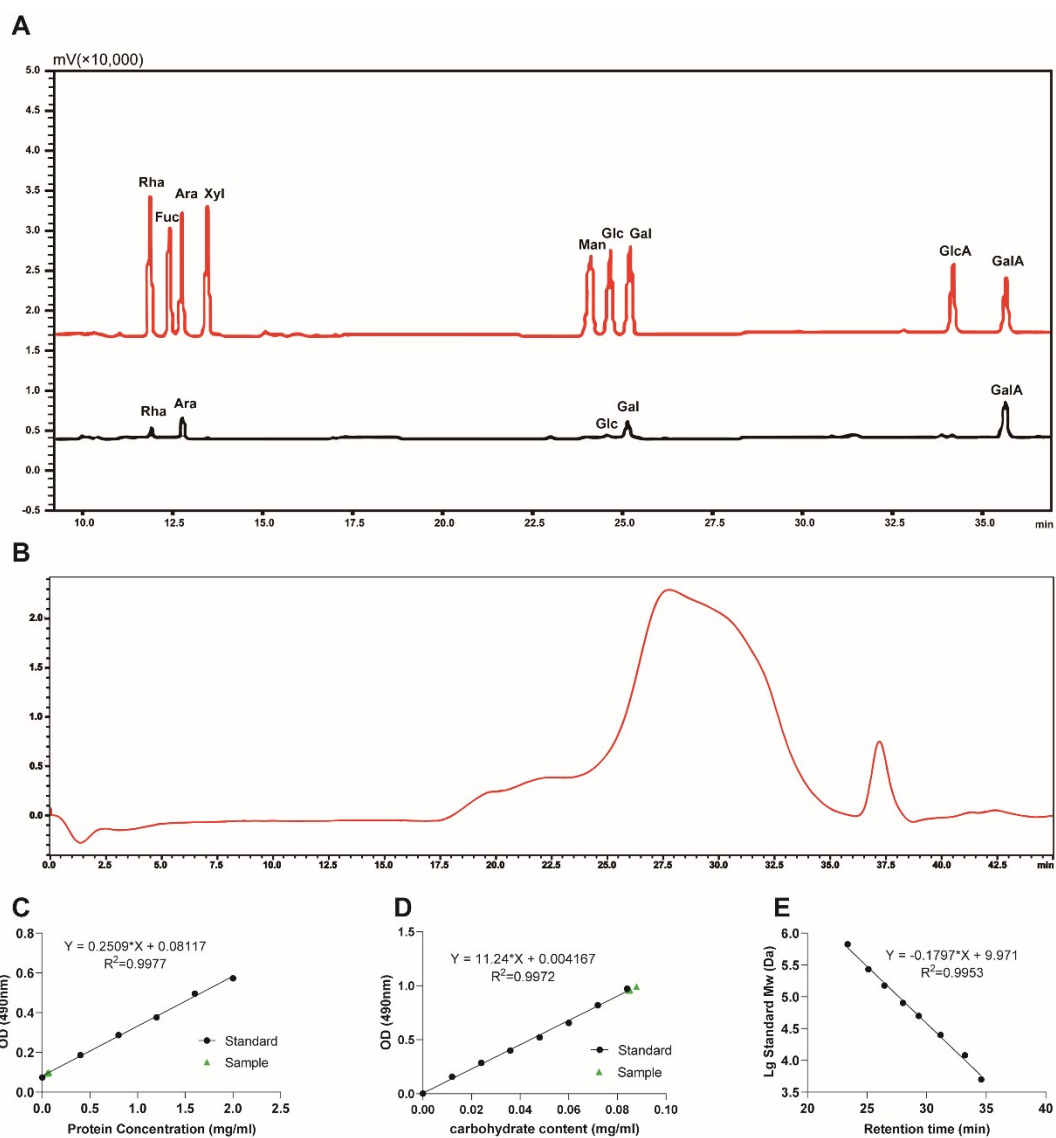 A
mV(×10,000)
5.0
4.5
4.0
3.5
3.0
2.5
2.0
1.5
1.0
0.5
0.0
-0.5
Rha
Fuc
Ara
Xyl
Man
Glc
Gal
GlcA
GalA
Rha
Ara
Glc
Gal
GalA
10.0 12.5 15.0 17.5 20.0 22.5 25.0 27.5 30.0 32.5 35.0 min
B
2.0
1.5
1.0
0.5
0.0
0.0 2.5 5.0 7.5 10.0 12.5 15.0 17.5 20.0 22.5 25.0 27.5 30.0 32.5 35.0 37.5 40.0 42.5 min
C
OD (490nm)
0.8
0.6
0.4
0.2
0.0
Y = 0.2509*X + 0.08117
R²=0.9977
Standard
Sample
0.0 0.5 1.0 1.5 2.0 2.5
Protein Concentration (mg/ml)
D
OD (490nm)
1.5
1.0
0.5
0.0
Y = 11.24*X + 0.004167
R²=0.9972
Standard
Sample
0.00 0.02 0.04 0.06 0.08 0.10
carbohydrate content (mg/ml)
E
Lg Standard Mw (Da)
6.0
5.5
5.0
4.5
4.0
3.5
Y = -0.1797*X + 9.971
R²=0.9953
20 25 30 35 40
Retention time (min)